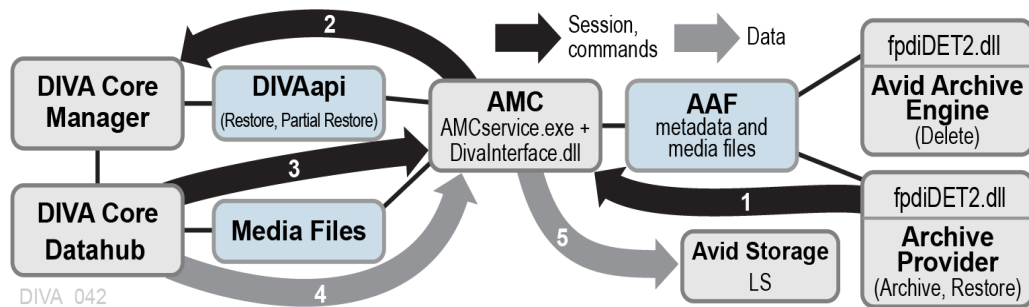 2
Session,
commands
Data
fpdiDET2.dll
Avid Archive
Engine
(Delete)
DIVA Core
Manager
DIVAapi
(Restore, Partial Restore)
AMC
AMCservice.exe +
DivaInterface.dll
AAF
metadata and
media files
3
1
DIVA Core
Datahub
Media Files
4
5
Avid Storage
LS
fpdiDET2.dll
Archive
Provider
(Archive, Restore)
DIVA_042